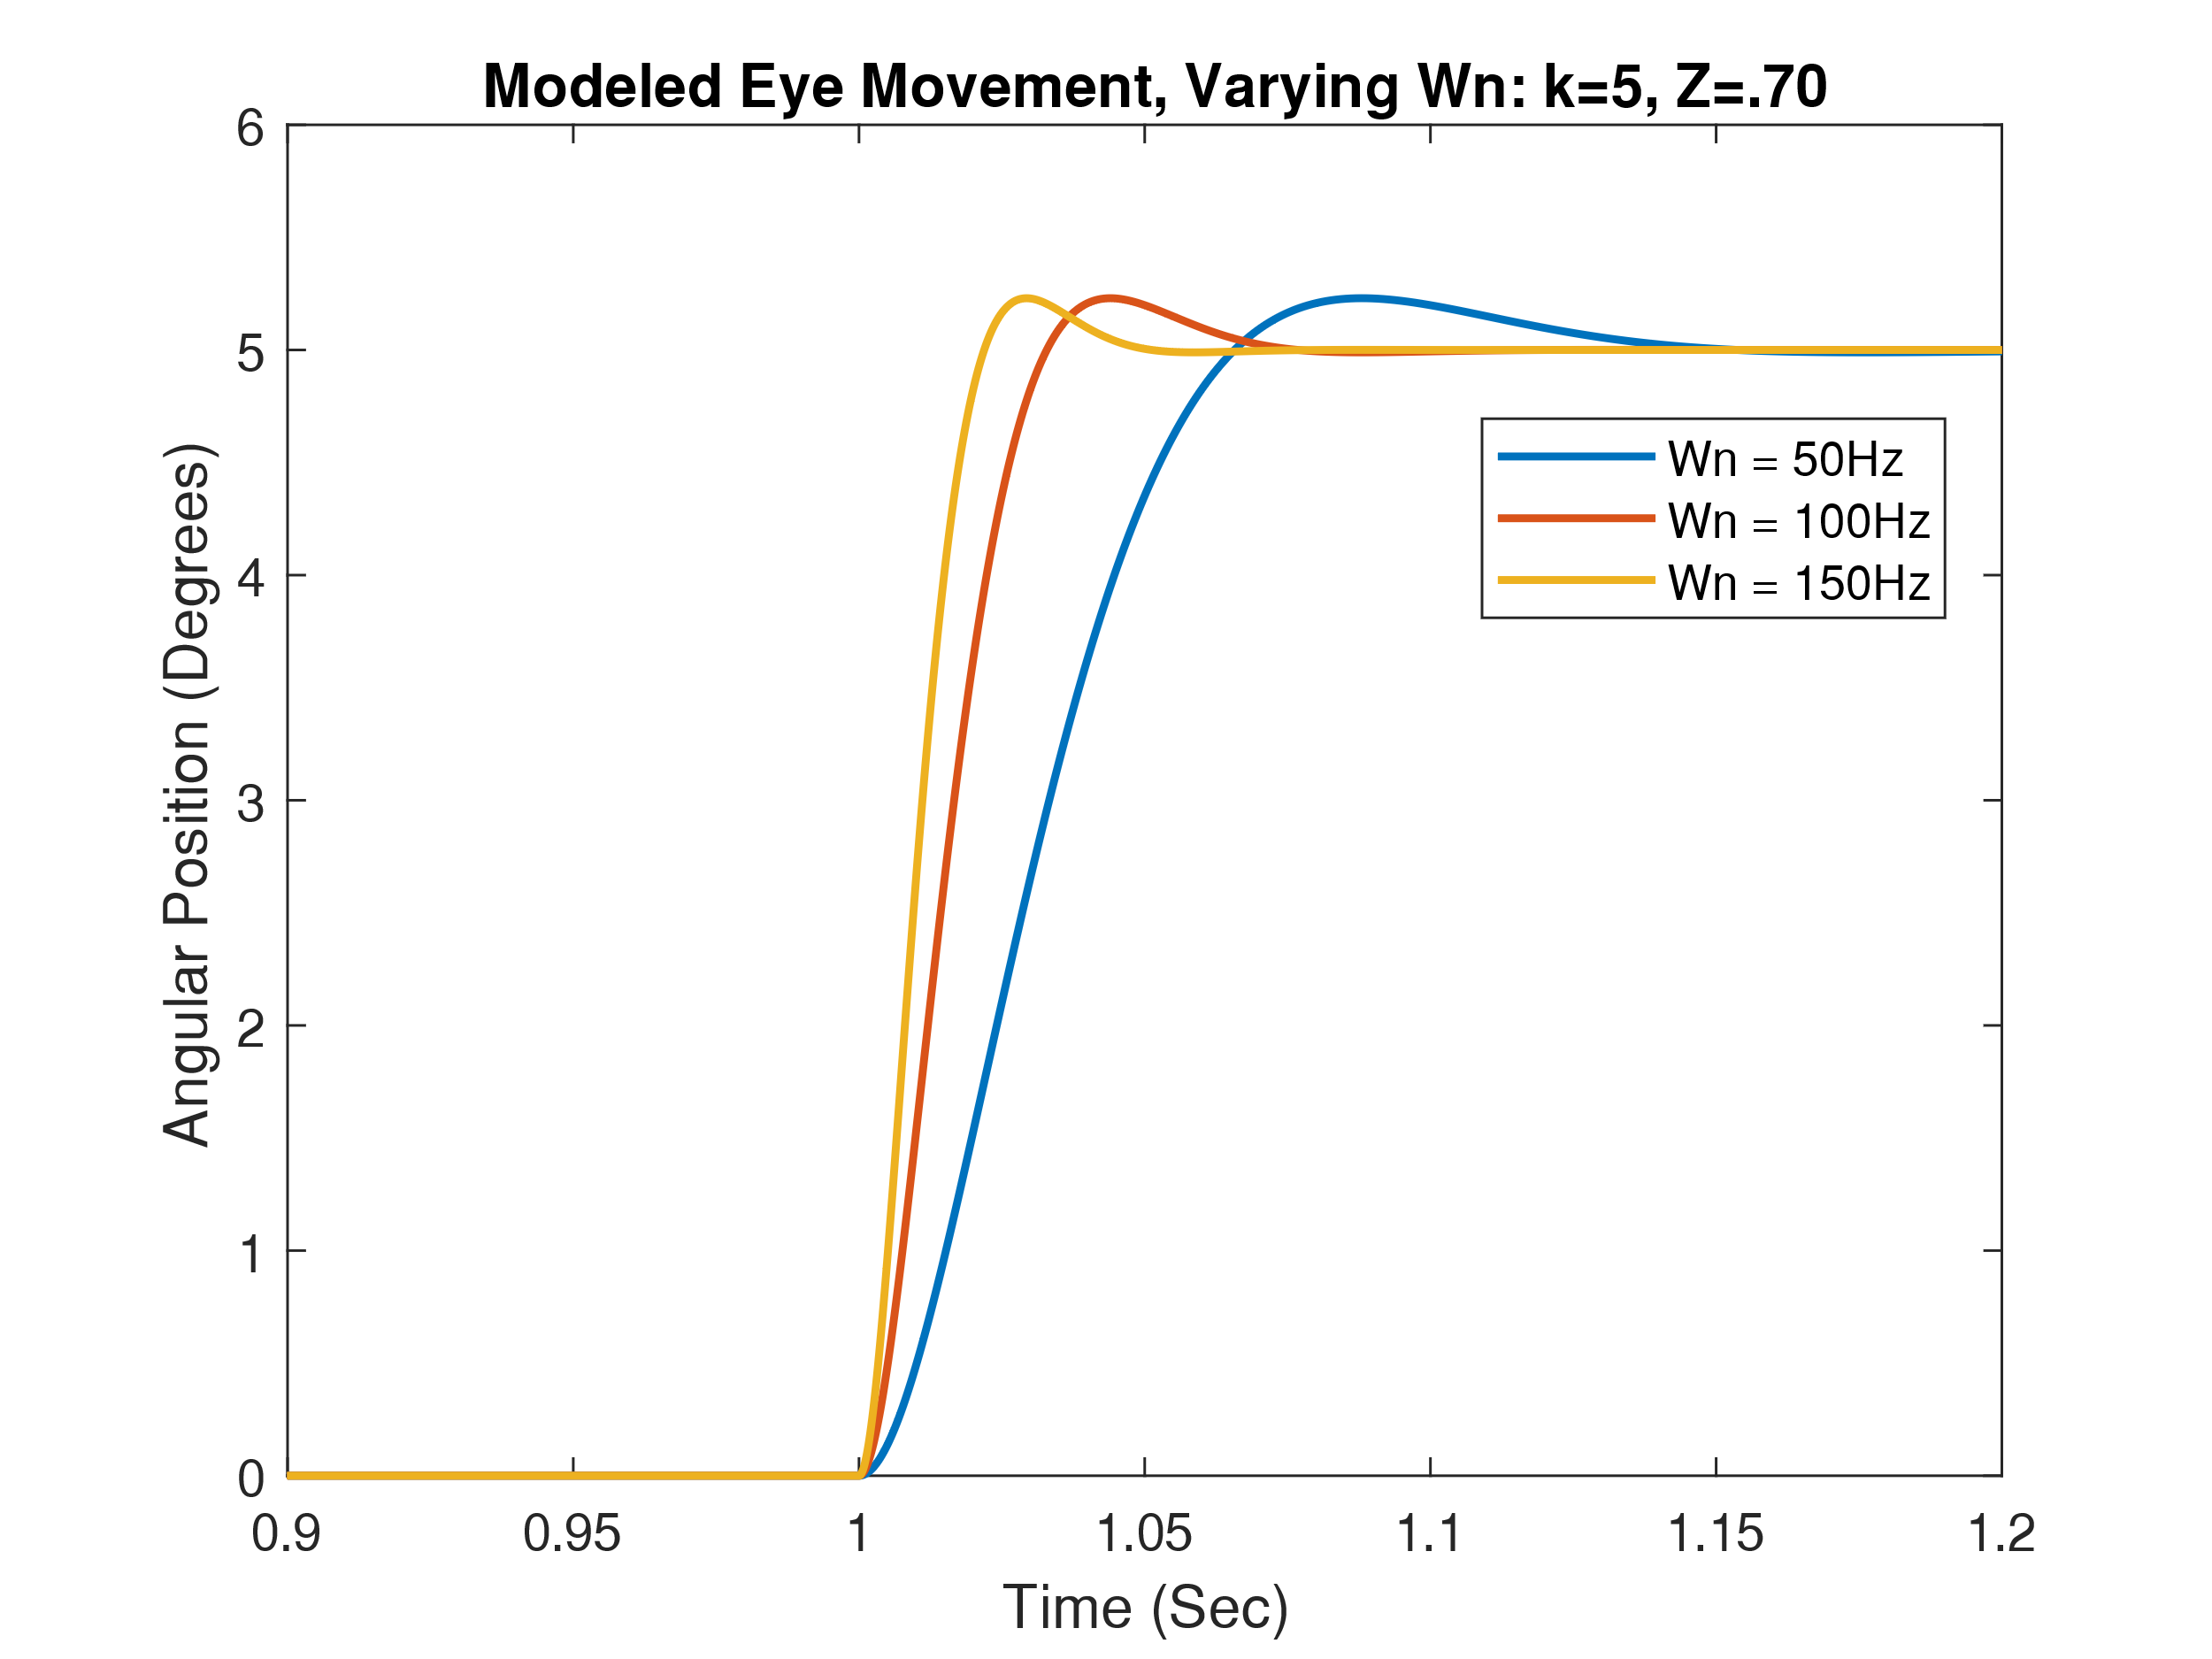 Modeled Eye Movement, Varying Wn: k=5, Z=.70
6
5
4
3
2
1
0
Angular Position (Degrees)
Wn = 50Hz
Wn = 100Hz
Wn = 150Hz
0.9 0.95 1 1.05 1.1 1.15 1.2
Time (Sec)